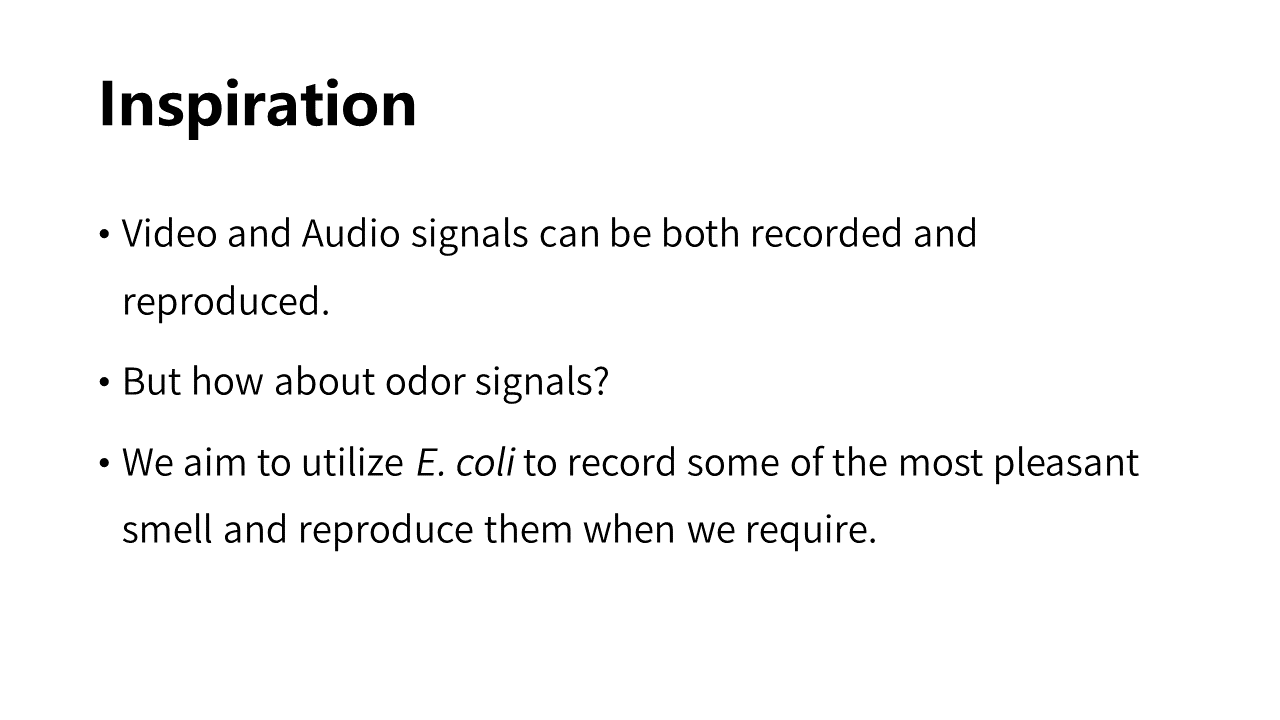 Inspiration
• Video and Audio signals can be both recorded and
reproduced.
• But how about odor signals?
• We aim to utilize E. coli to record some of the most pleasant
smell and reproduce them when we require.